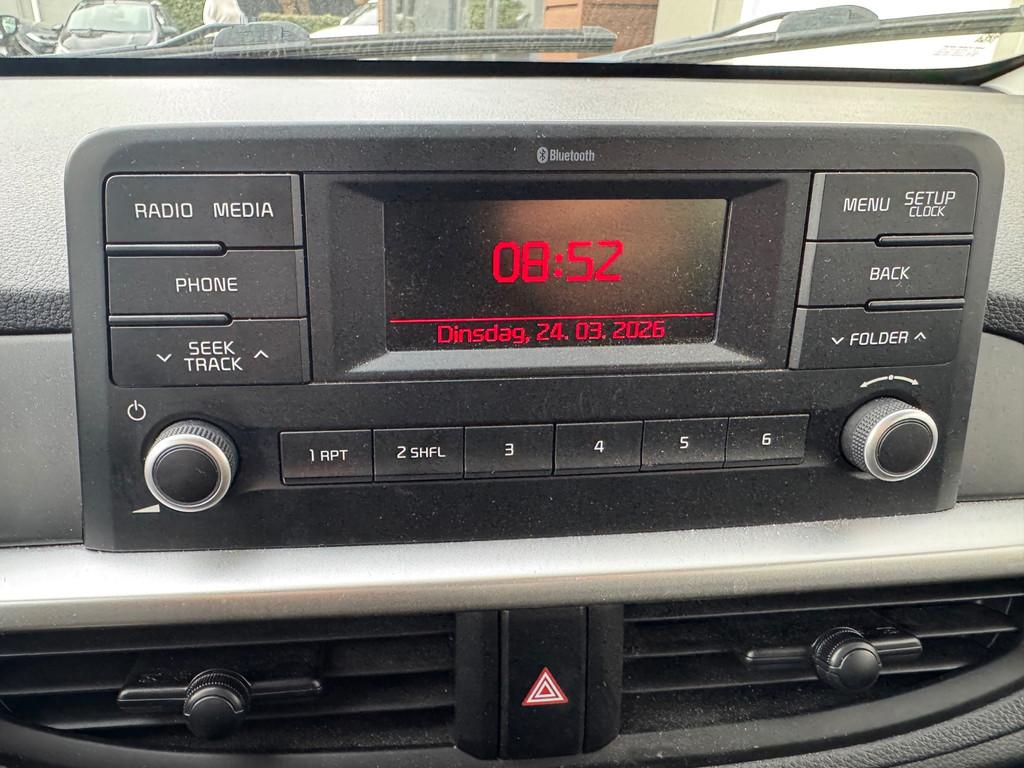 Bluetooth
RADIO MEDIA
PHONE
SEEK
TRACK
08:52
Dinsdag, 24. 03. 2026
MENU SETUP
CLOCK
BACK
FOLDER
1 RPT
2 SHFL
3
4
5
6